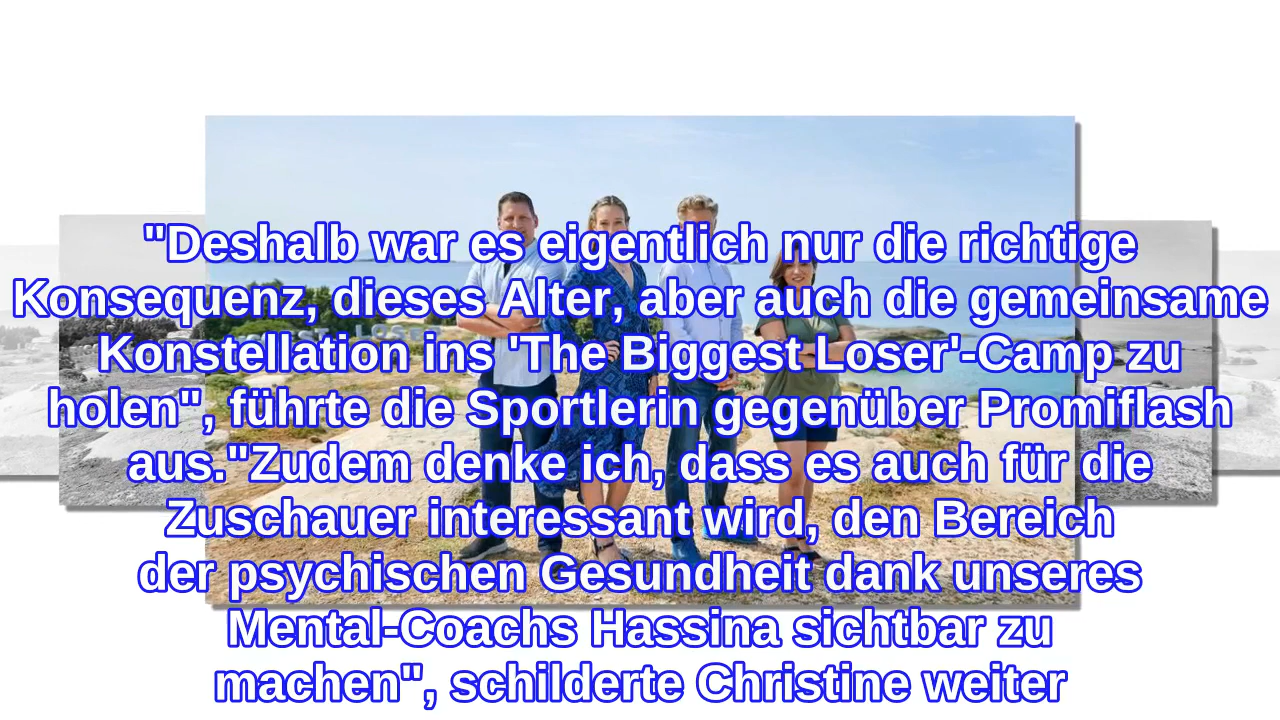 "Deshalb war es eigentlich nur die richtige
Konsequenz, dieses Alter, aber auch die gemeinsame
Konstellation ins 'The Biggest Loser'-Camp zu
holen", führte die Sportlerin gegenüber Promiflash
aus."Zudem denke ich, dass es auch für die
Zuschauer interessant wird, den Bereich
der psychischen Gesundheit dank unseres
Mental-Coachs Hassina sichtbar zu
machen", schilderte Christine weiter